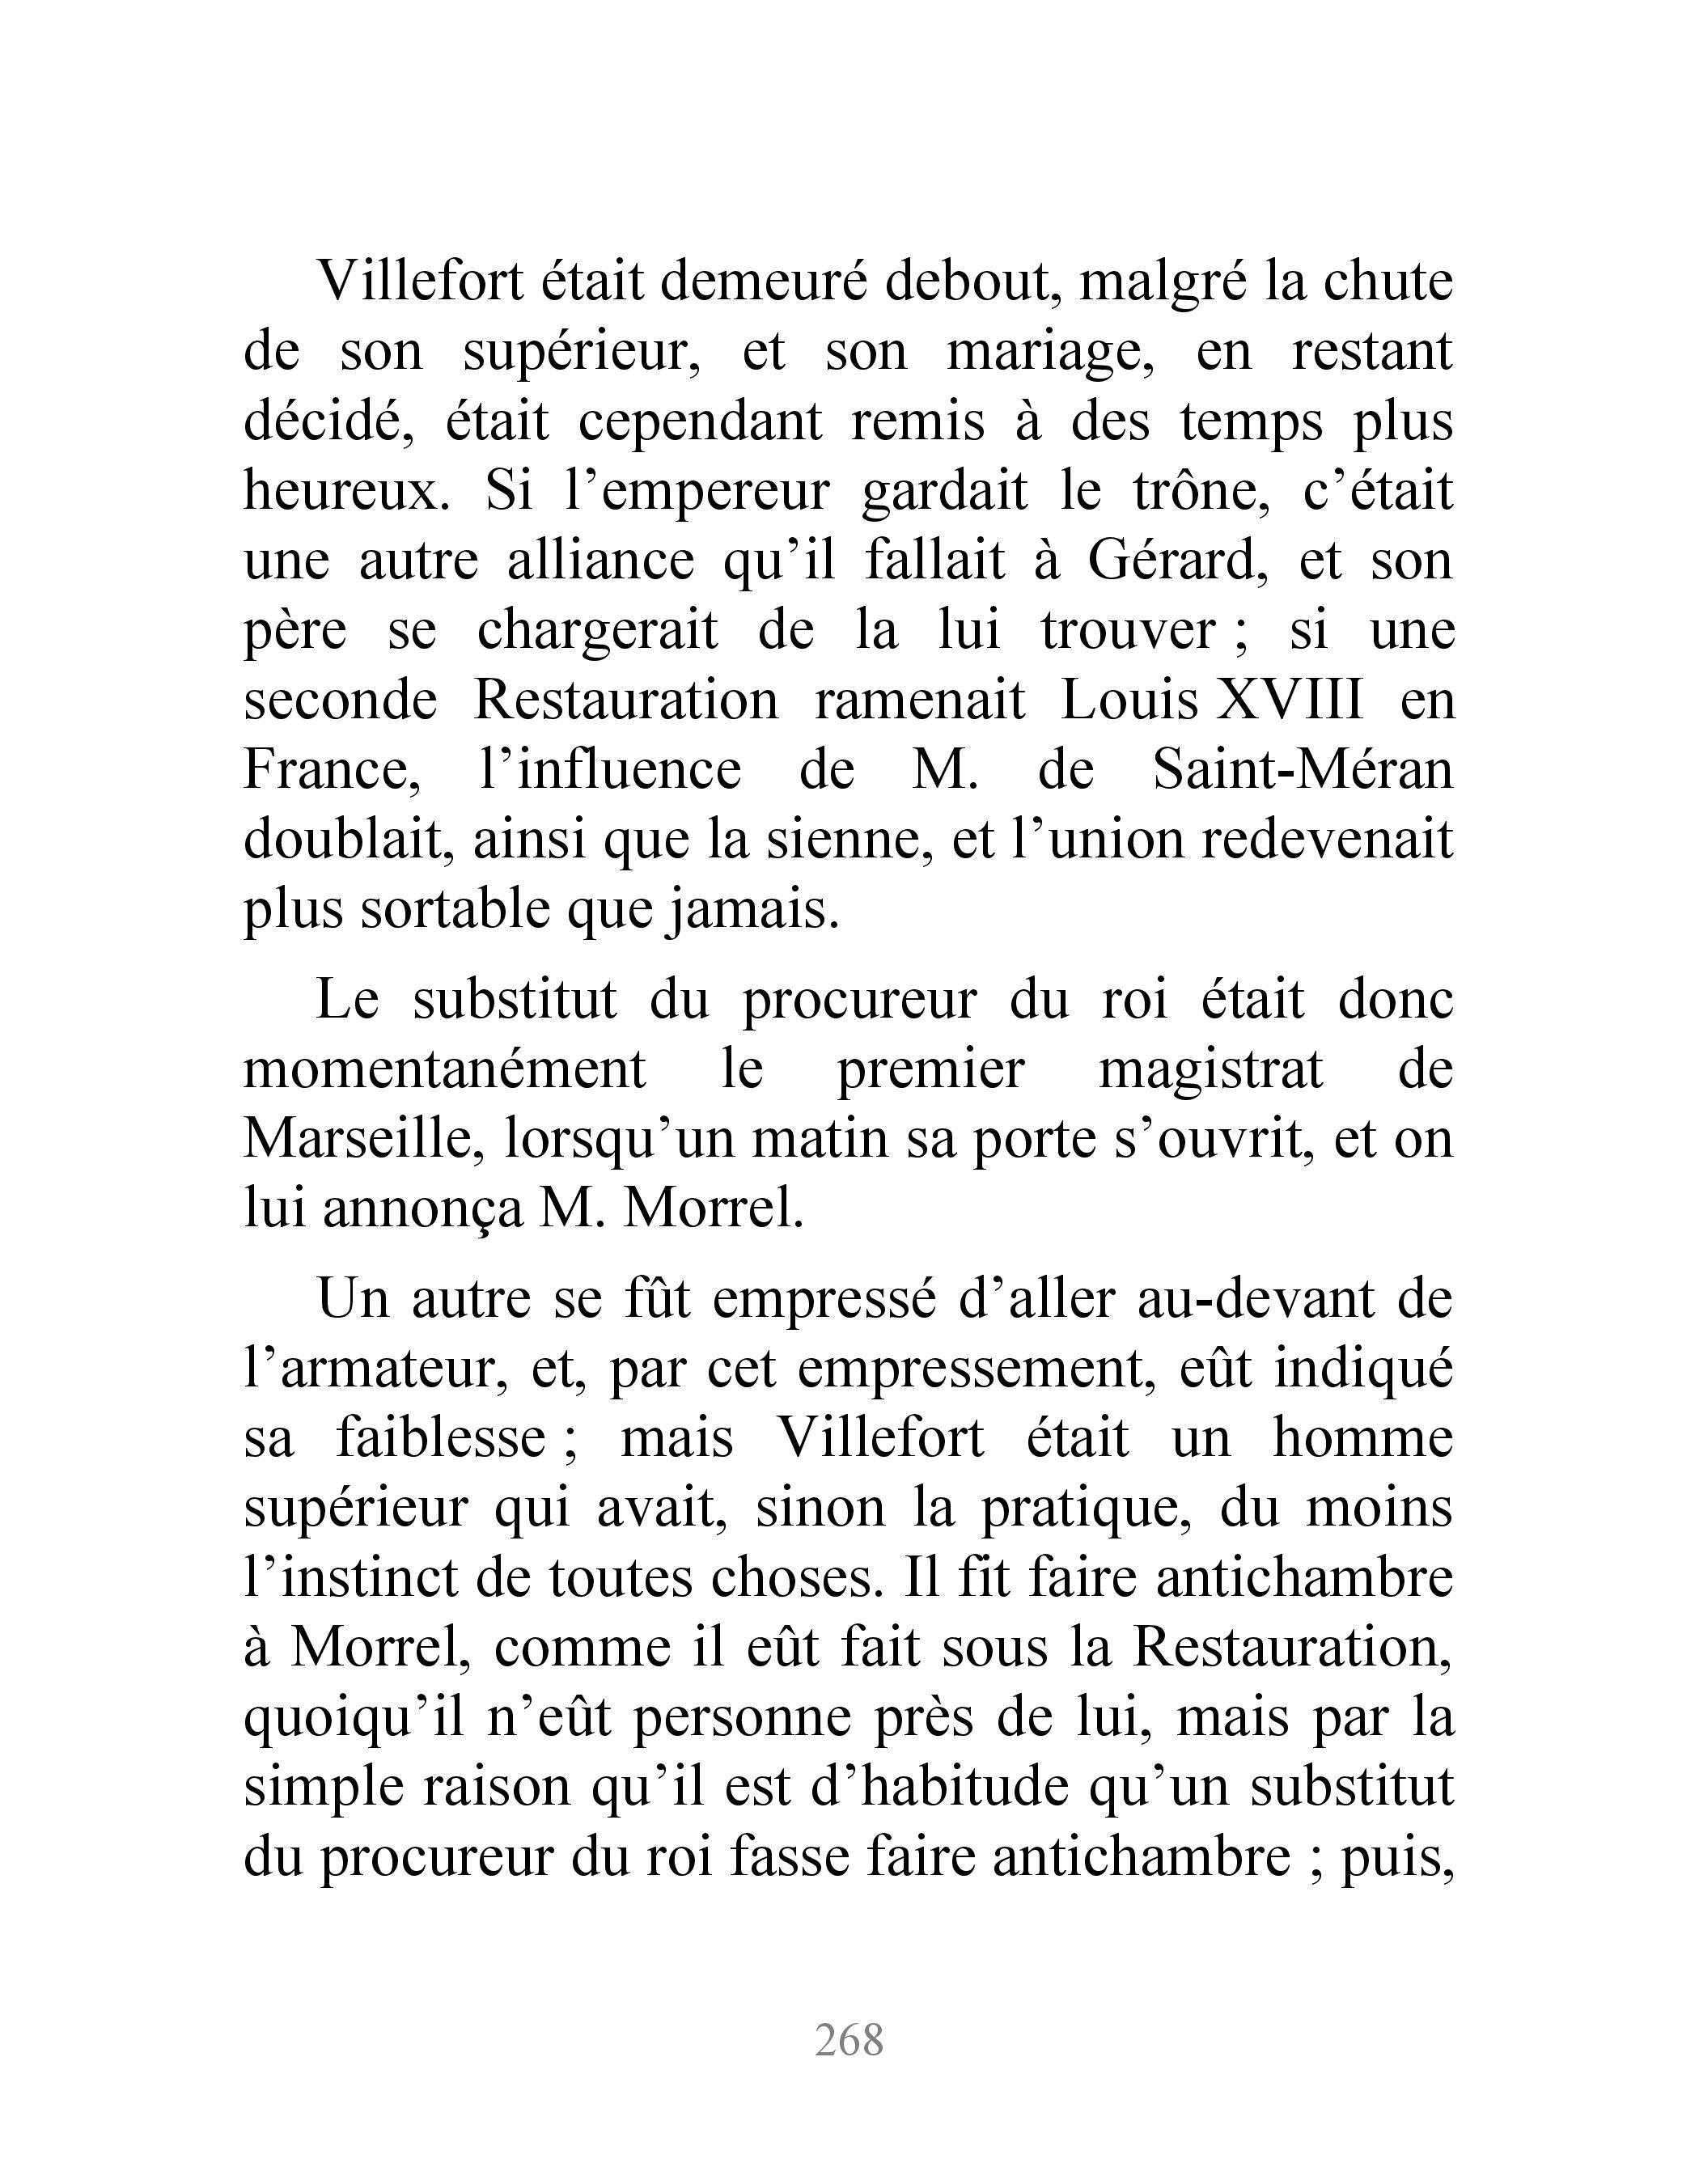 Villefort était demeuré debout, malgré la chute
de son supérieur, et son mariage, en restant
décidé, était cependant remis à des temps plus
heureux. Si l’empereur gardait le trône, c’était
une autre alliance qu’il fallait à Gérard, et son
père se chargerait de la lui trouver ; si une
seconde Restauration ramenait Louis XVIII en
France, l’influence de M. de Saint-Méran
doublait, ainsi que la sienne, et l’union redevenait
plus sortable que jamais.
Le substitut du procureur du roi était donc
momentanément le premier magistrat de
Marseille, lorsqu’un matin sa porte s’ouvrit, et on
lui annonça M. Morrel.
Un autre se fût empressé d’aller au-devant de
l’armateur, et, par cet empressement, eût indiqué
sa faiblesse ; mais Villefort était un homme
supérieur qui avait, sinon la pratique, du moins
l’instinct de toutes choses. Il fit faire antichambre
à Morrel, comme il eût fait sous la Restauration,
quoiqu’il n’eût personne près de lui, mais par la
simple raison qu’il est d’habitude qu’un substitut
du procureur du roi fasse faire antichambre ; puis,
268